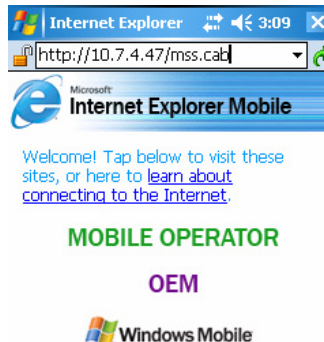 Internet Explorer 3:09
http://10.7.4.47/mss.cab
Microsoft
Internet Explorer Mobile
Welcome! Tap below to visit these
sites, or here to learn about
connecting to the Internet.
MOBILE OPERATOR
OEM
Windows Mobile